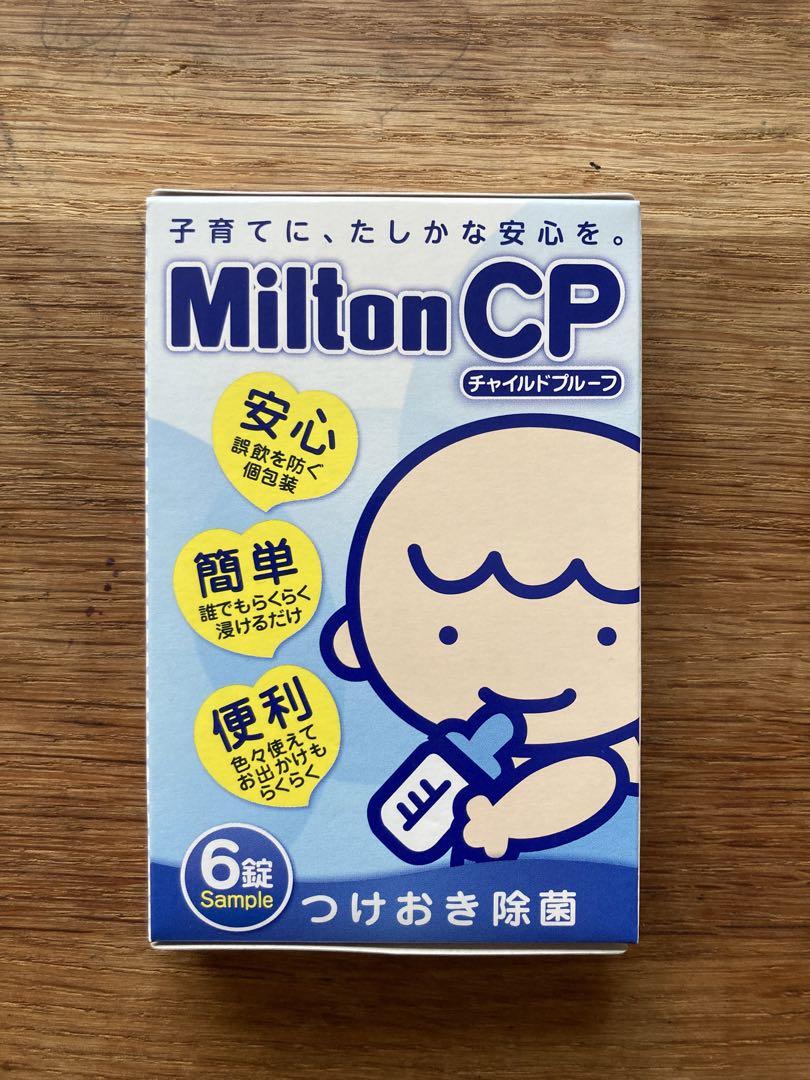 子育てに、たしかな安心を。
Milton CP
チャイルドプルーフ
安心
誤飲を防ぐ
個包装
簡単
誰でもらくらく
浸けるだけ
便利
色々使えて
お出かけも
らくらく
6錠
Sample
つけおき除菌